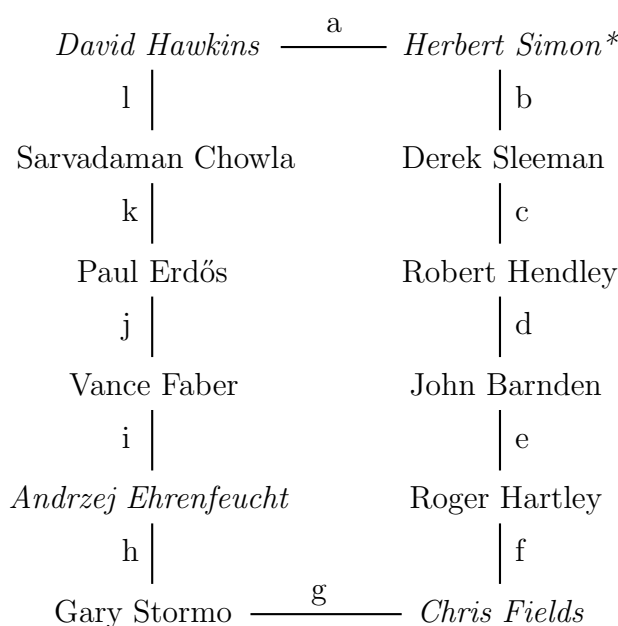 a
David Hawkins Herbert Simon*
l b
Sarvadaman Chowla Derek Sleeman
k c
Paul Erdős Robert Hendley
j d
Vance Faber John Barnden
i e
Andrzej Ehrenfeucht Roger Hartley
h f
g
Gary Stormo Chris Fields